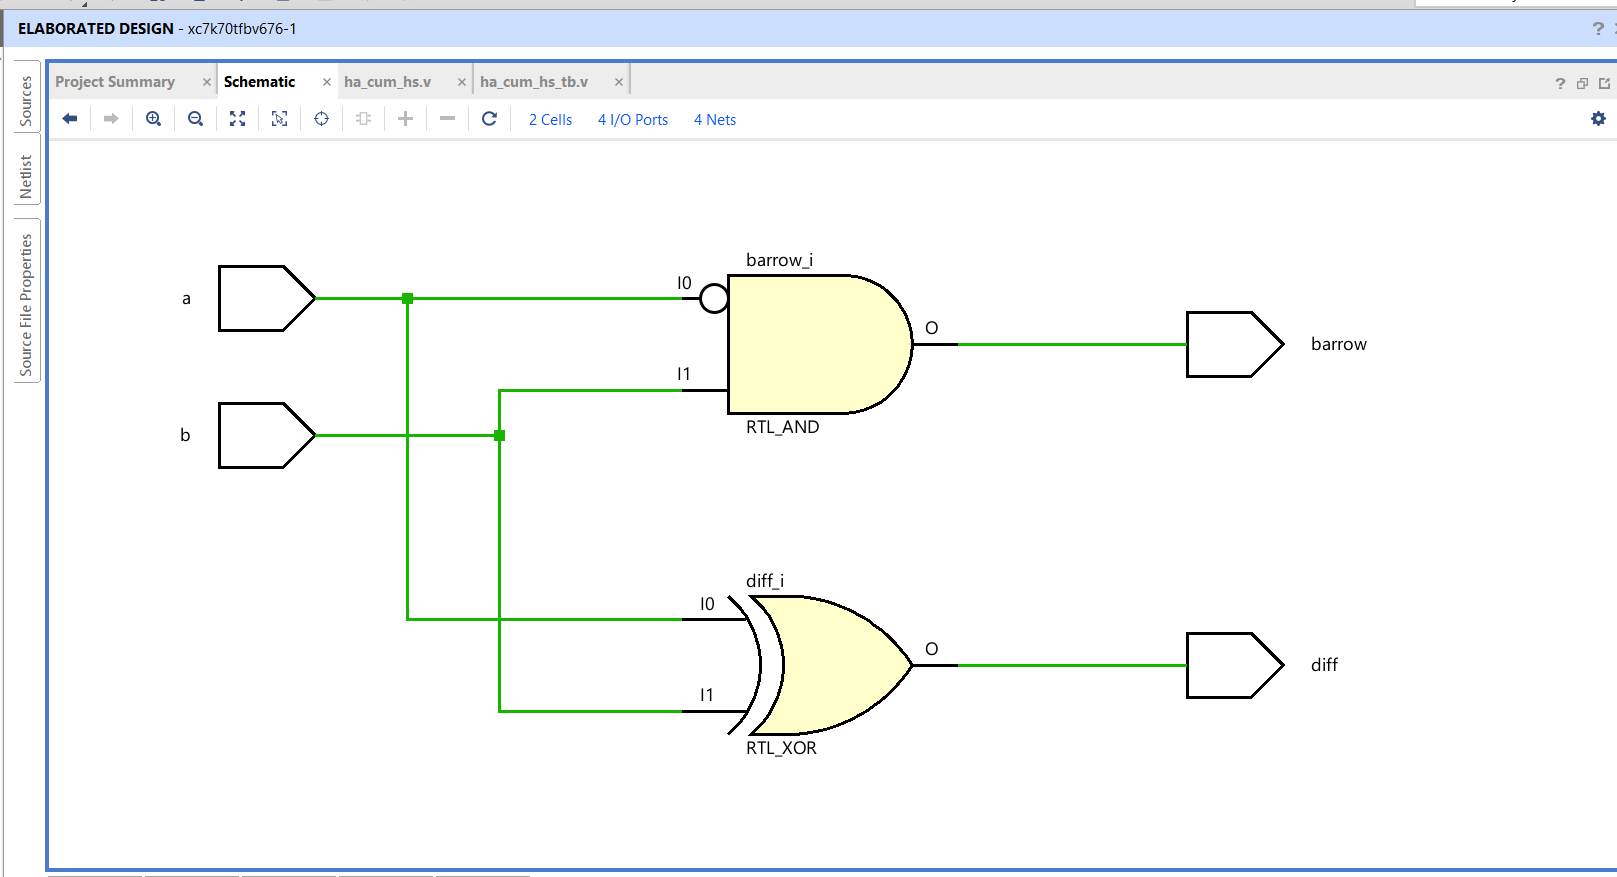 ELABORATED DESIGN - xc7k70tfbv676-1
?
Sources
Netlist
Source File Properties
Project Summary × Schematic × ha_cum_hs.v × ha_cum_hs_tb.v ×
?
2 Cells 4 I/O Ports 4 Nets
barrow_i
a
I0
O
barrow
I1
RTL_AND
b
diff_i
I0
O
diff
I1
RTL_XOR